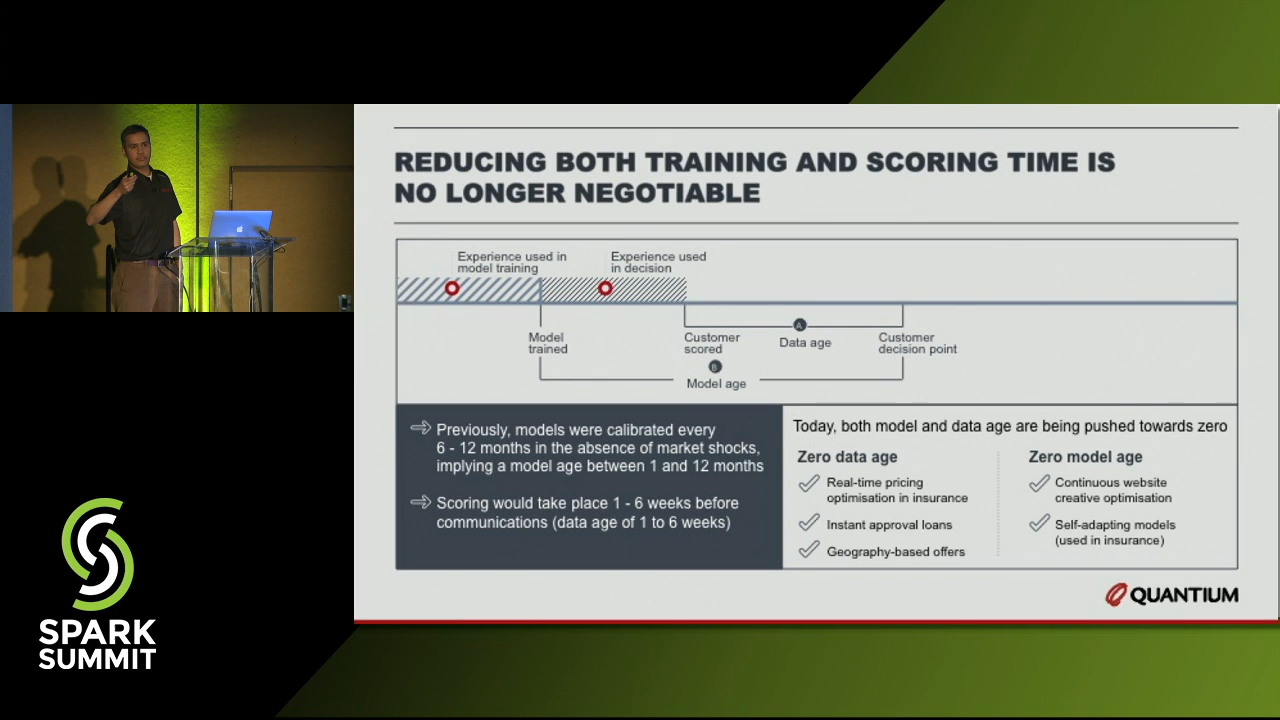 REDUCING BOTH TRAINING AND SCORING TIME IS
NO LONGER NEGOTIABLE
Experience used in
model training
Experience used
in decision
Model
trained
Customer
scored
A
Data age
Customer
decision point
B
Model age
Previously, models were calibrated every
6 - 12 months in the absence of market shocks,
implying a model age between 1 and 12 months
Scoring would take place 1 - 6 weeks before
communications (data age of 1 to 6 weeks)
Today, both model and data age are being pushed towards zero
Zero data age
Real-time pricing
optimisation in insurance
Instant approval loans
Geography-based offers
Zero model age
Continuous website
creative optimisation
Self-adapting models
(used in insurance)
QUANTIUM
SPARK
SUMMIT